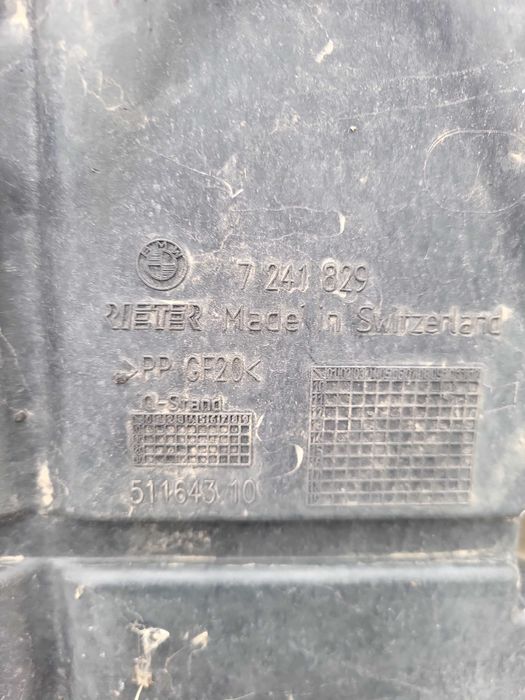 BMW
7 241 829
RIETER Made in Switzerland
>PP GF20<
Q-Stand
511643 10